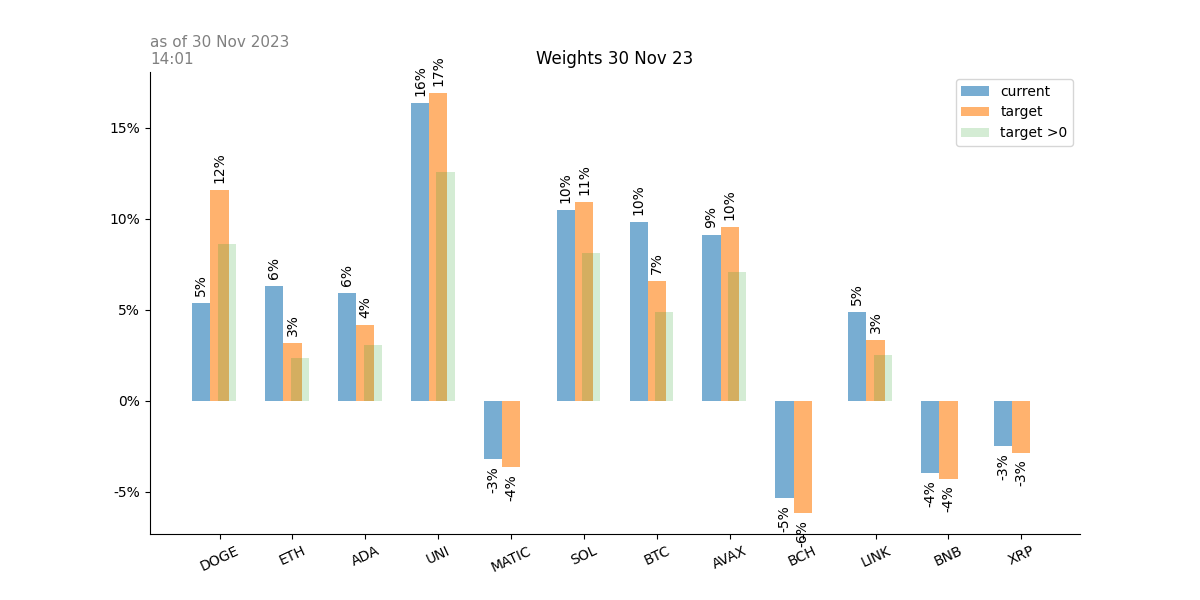 as of 30 Nov 2023
14:01
Weights 30 Nov 23
current
target
target >0
15%
10%
5%
0%
-5%
5%
12%
6%
3%
6%
4%
16%
17%
-3%
-4%
10%
11%
10%
7%
9%
10%
-5%
-6%
5%
3%
-4%
-4%
-3%
-3%
DOGE
ETH
ADA
UNI
MATIC
SOL
BTC
AVAX
BCH
LINK
BNB
XRP